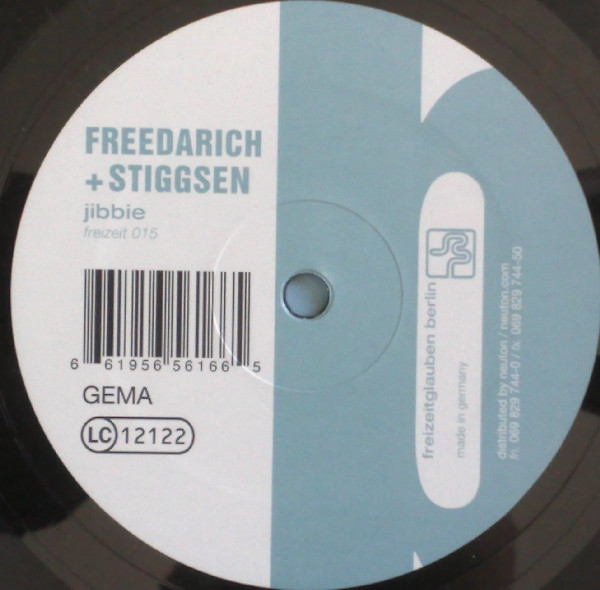 FREEDARICH
+ STIGGSEN
jibbie
freizeit 015
6 61956 56166 5
GEMA
LC 12122
freizeitglauben berlin
made in germany
distributed by neuton / neuton.com
fn. 069 829 744-0 / fx. 069 829 744-50